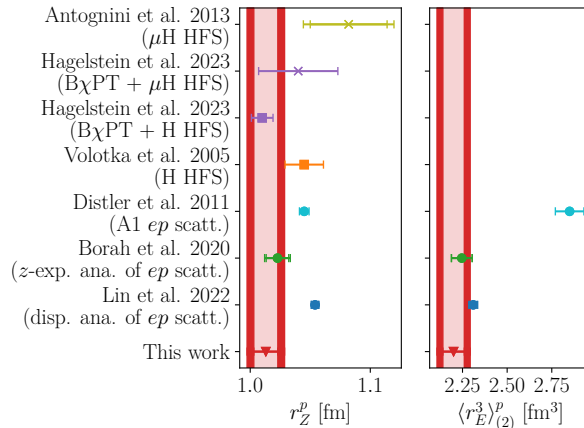 Antognini et al. 2013
(μH HFS)
Hagelstein et al. 2023
(BχPT + μH HFS)
Hagelstein et al. 2023
(BχPT + H HFS)
Volotka et al. 2005
(H HFS)
Distler et al. 2011
(A1 ep scatt.)
Borah et al. 2020
(z-exp. ana. of ep scatt.)
Lin et al. 2022
(disp. ana. of ep scatt.)
This work
1.0 1.1
r_Z^p [fm]
2.25 2.50 2.75
⟨r_E^3⟩_(2)^p [fm³]